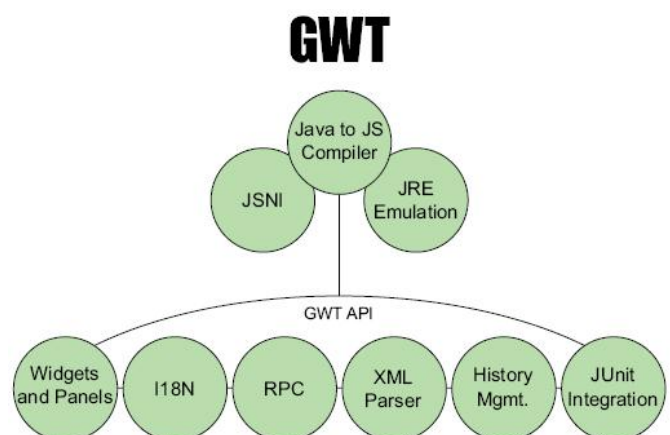 GWT
Java to JS
Compiler
JSNI
JRE
Emulation
GWT API
Widgets
and Panels
I18N
RPC
XML
Parser
History
Mgmt.
JUnit
Integration